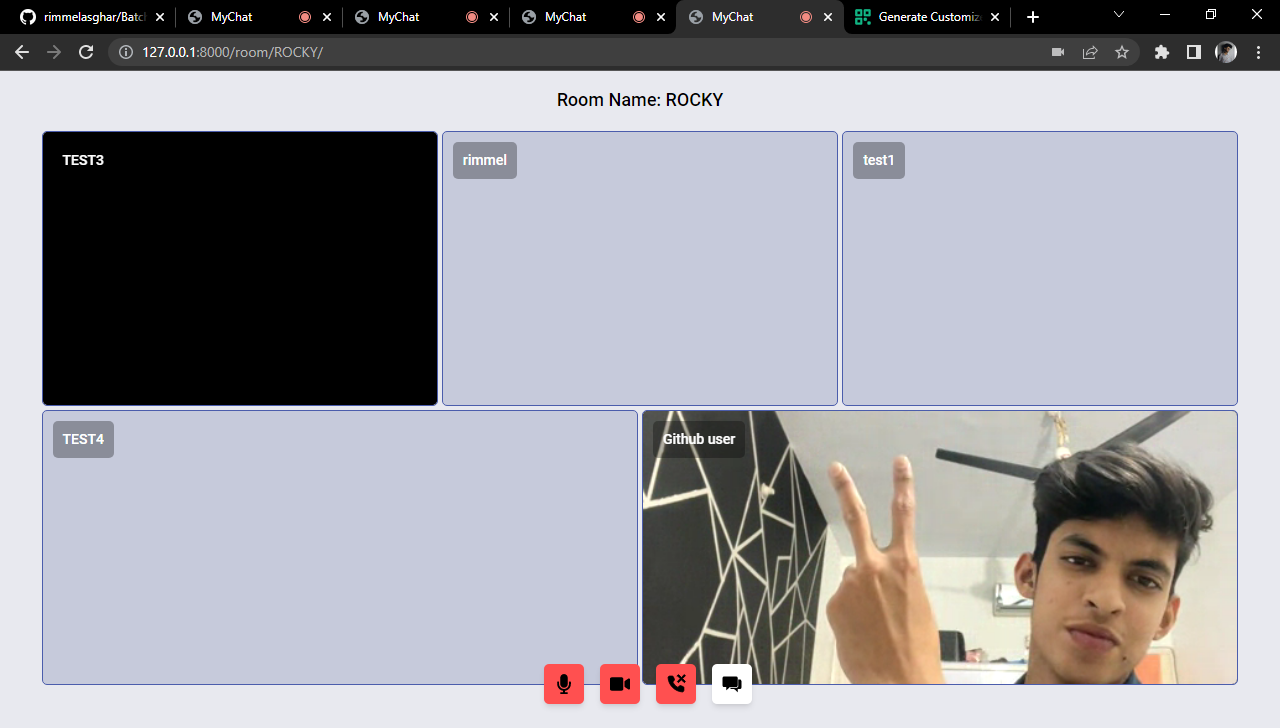 rimmelasghar/Batch
MyChat
MyChat
MyChat
MyChat
Generate Customiz
127.0.0.1:8000/room/ROCKY/
Room Name: ROCKY
TEST3
rimmel
test1
TEST4
Github user